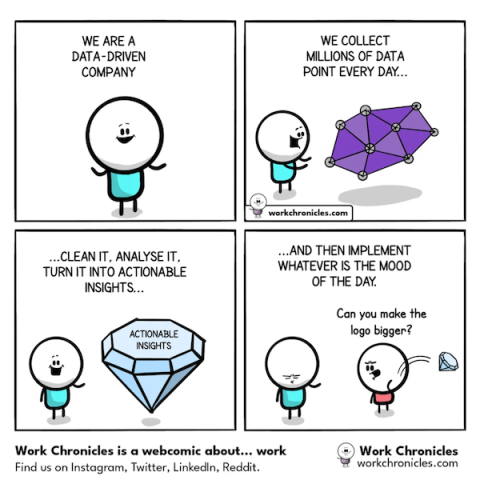 WE ARE A
DATA-DRIVEN
COMPANY
WE COLLECT
MILLIONS OF DATA
POINT EVERY DAY...
workchronicles.com
...CLEAN IT, ANALYSE IT,
TURN IT INTO ACTIONABLE
INSIGHTS...
ACTIONABLE
INSIGHTS
...AND THEN IMPLEMENT
WHATEVER IS THE MOOD
OF THE DAY.
Can you make the
logo bigger?
Work Chronicles is a webcomic about... work
Find us on Instagram, Twitter, LinkedIn, Reddit.
Work Chronicles
workchronicles.com